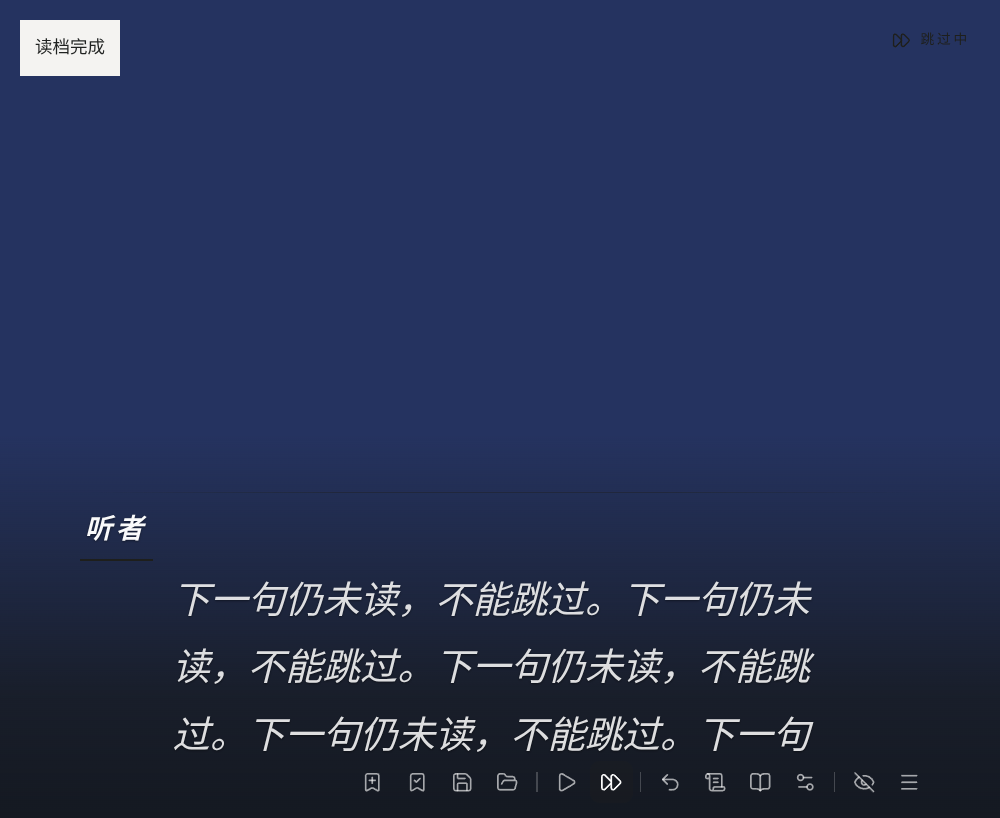 读档完成
跳过中
听者
下一句仍未读，不能跳过。下一句仍未
读，不能跳过。下一句仍未读，不能跳
过。下一句仍未读，不能跳过。下一句